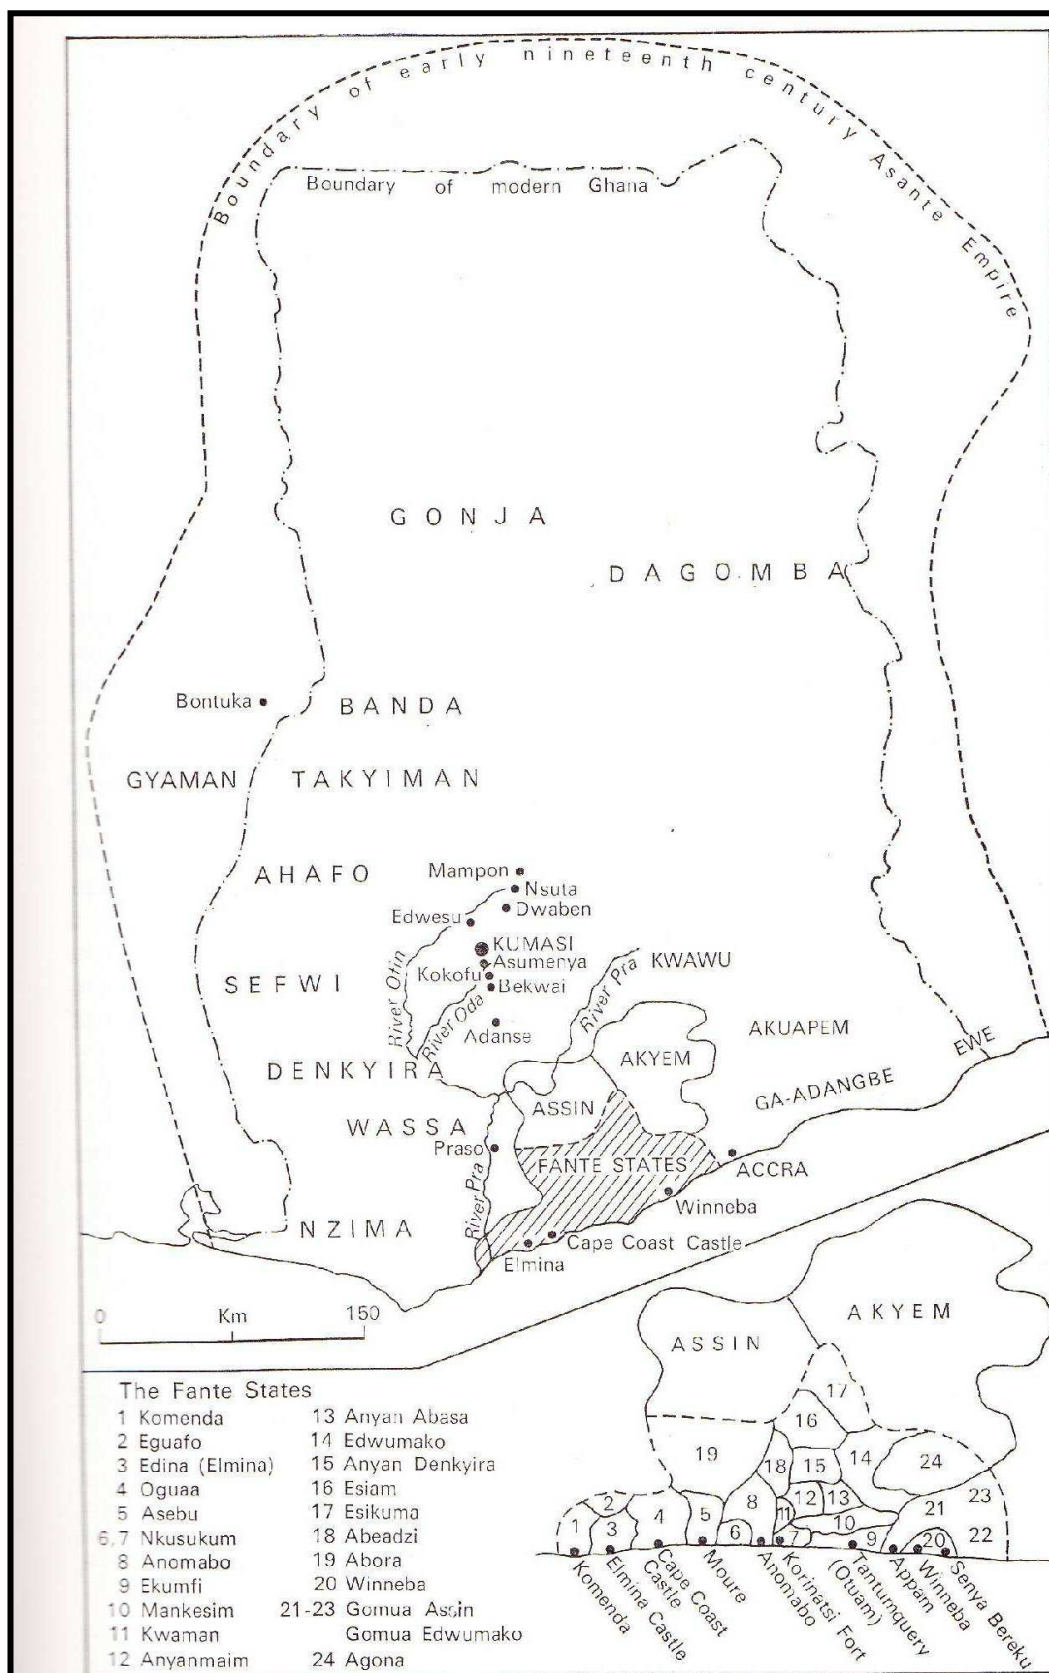 Boundary of early nineteenth century Asante Empire
Boundary of modern Ghana
GONJA
DAGOMBA
Bontuka
BANDA
GYAMAN
TAKYIMAN
AHAFO
Mampon
Nsuta
Dwaben
Edwesu
KUMASI
Asumenya
Kokofu
Bekwai
River Ofin
River Oda
Adanse
SEFWI
River Pra
KWAWU
AKUAPEM
AKYEM
EWE
DENKYIRA
GA-ADANGBE
ASSIN
WASSA
Praso
FANTE STATES
ACCRA
River Pra
Winneba
NZIMA
Cape Coast Castle
Elmina
0 Km 150
AKYEM
ASSIN
17
16
19
18
15
14
24
12
13
23
1
2
3
4
5
8
11
10
21
6
7
9
20
22
Komenda
Elmina Castle
Cape Coast
Castle
Moure
Anomabo
Korinatsi Fort
Tantumquery
(Otuam)
Appam
Winneba
Senya Bereku
The Fante States
1 Komenda
2 Eguafo
3 Edina (Elmina)
4 Oguaa
5 Asebu
6,7 Nkusukum
8 Anomabo
9 Ekumfi
10 Mankesim
11 Kwaman
12 Anyanmaim
13 Anyan Abasa
14 Edwumako
15 Anyan Denkyira
16 Esiam
17 Esikuma
18 Abeadzi
19 Abora
20 Winneba
21-23 Gomua Assin
Gomua Edwumako
24 Agona